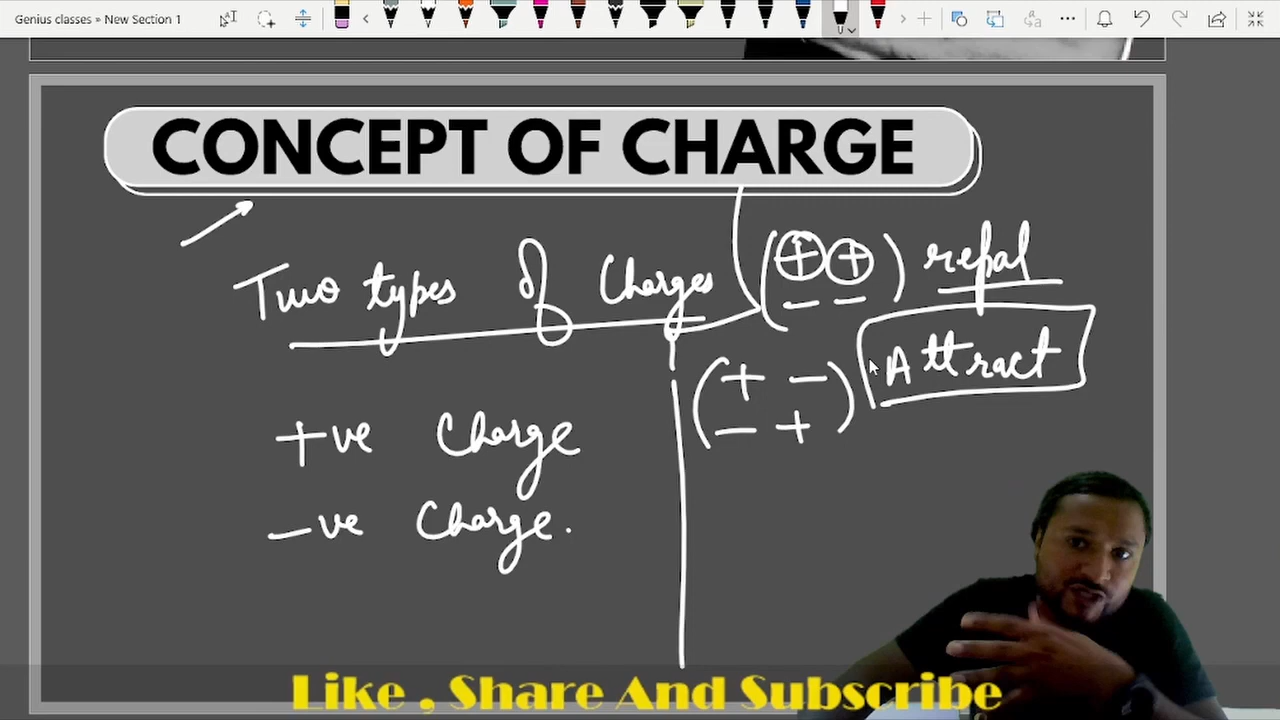 Genius classes » New Section 1
CONCEPT OF CHARGE
Two types of Charges
(++) repal
– –
(+ –) Attract
– +
+ve Charge
–ve Charge.
Like , Share And Subscribe